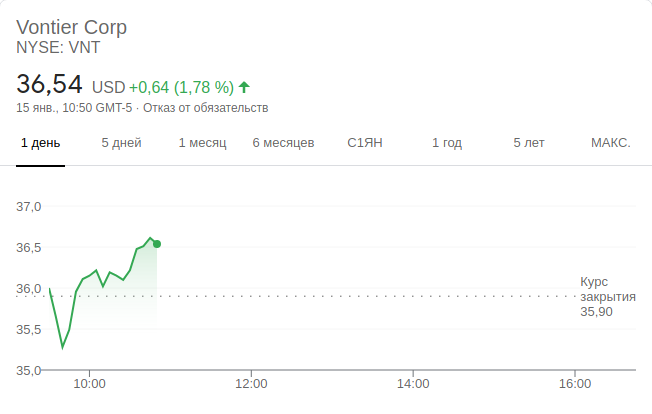 Vontier Corp
NYSE: VNT
36,54 USD +0,64 (1,78 %)
15 янв., 10:50 GMT-5 · Отказ от обязательств
1 день 5 дней 1 месяц 6 месяцев С1ЯН 1 год 5 лет МАКС.
37,0
36,5
36,0
35,5
35,0
Курс
закрытия
35,90
10:00 12:00 14:00 16:00